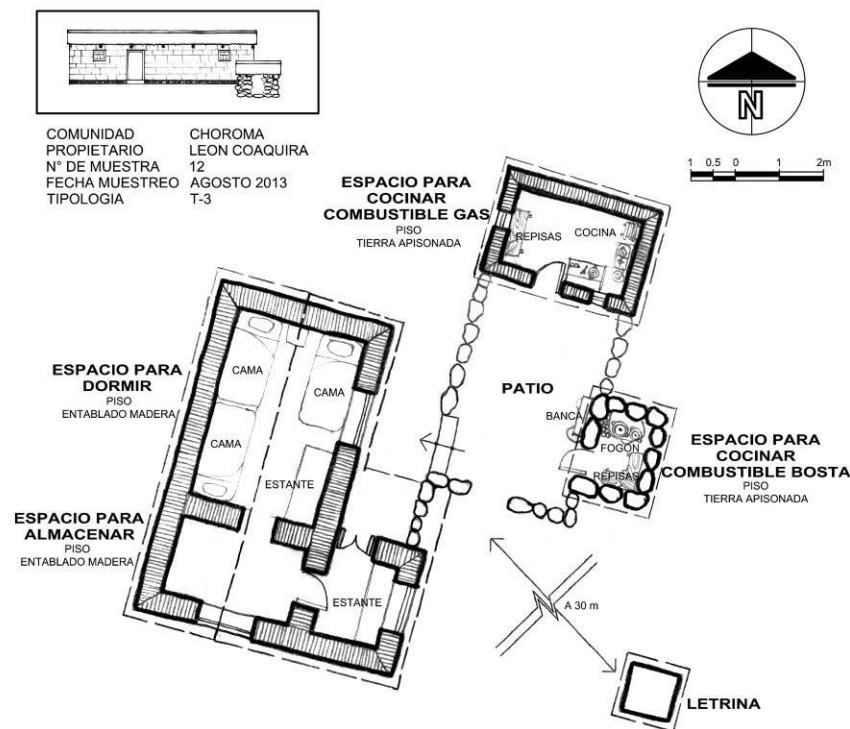 COMUNIDAD CHOROMA
PROPIETARIO LEON COAQUIRA
N° DE MUESTRA 12
FECHA MUESTREO AGOSTO 2013
TIPOLOGIA T-3
N
1 0.5 0 1 2m
ESPACIO PARA
COCINAR
COMBUSTIBLE GAS
PISO
TIERRA APISONADA
REPISAS
COCINA
ESPACIO PARA
DORMIR
PISO
ENTABLADO MADERA
CAMA
CAMA
CAMA
ESTANTE
PATIO
BANCA
FOGON
REPISAS
ESPACIO PARA
COCINAR
COMBUSTIBLE BOSTA
PISO
TIERRA APISONADA
ESPACIO PARA
ALMACENAR
PISO
ENTABLADO MADERA
ESTANTE
A 30 m
LETRINA